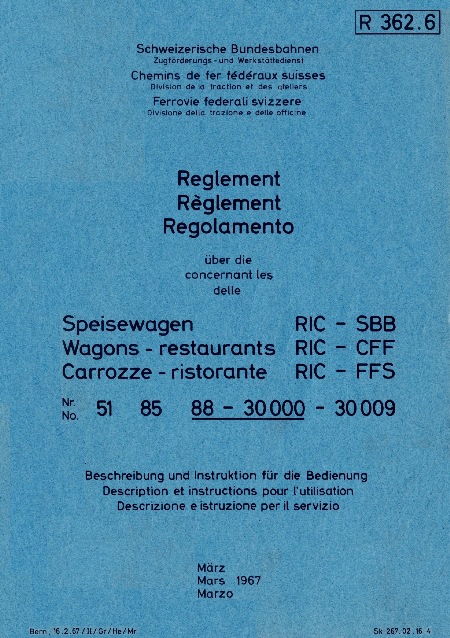 R 362.6
Schweizerische Bundesbahnen
Zugförderungs- und Werkstättedienst
Chemins de fer fédéraux suisses
Division de la traction et des ateliers
Ferrovie federali svizzere
Divisione della trazione e delle officine
Reglement
Règlement
Regolamento
über die
concernant les
delle
Speisewagen RIC - SBB
Wagons - restaurants RIC - CFF
Carrozze - ristorante RIC - FFS
Nr.
No. 51 85 88 - 30 000 - 30 009
Beschreibung und Instruktion für die Bedienung
Description et instructions pour l'utilisation
Descrizione e istruzione per il servizio
März
Mars 1967
Marzo
Bern, 16.2.67/JI/Gr/He/Mr Sk 267.02.16.4